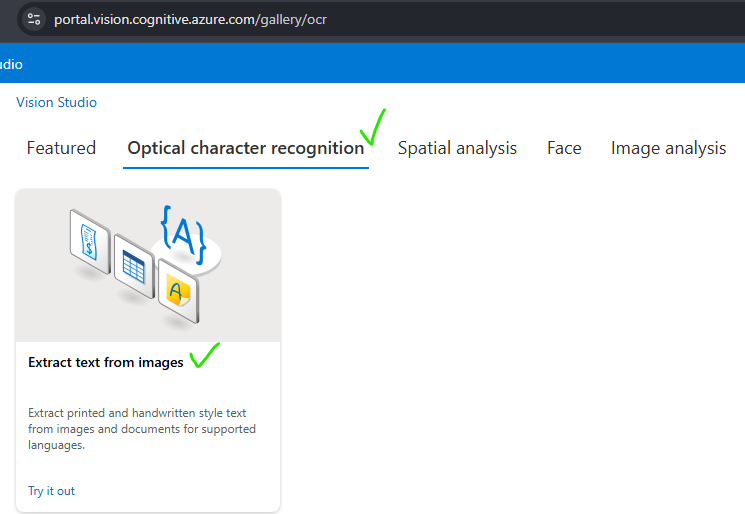 portal.vision.cognitive.azure.com/gallery/ocr
udio
Vision Studio
Featured Optical character recognition Spatial analysis Face Image analysis
{A}
$
A
Extract text from images
Extract printed and handwritten style text
from images and documents for supported
languages.
Try it out